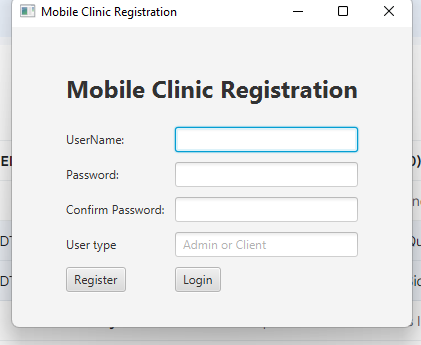 Mobile Clinic Registration
Mobile Clinic Registration
UserName:
Password:
Confirm Password:
User type
Admin or Client
Register
Login